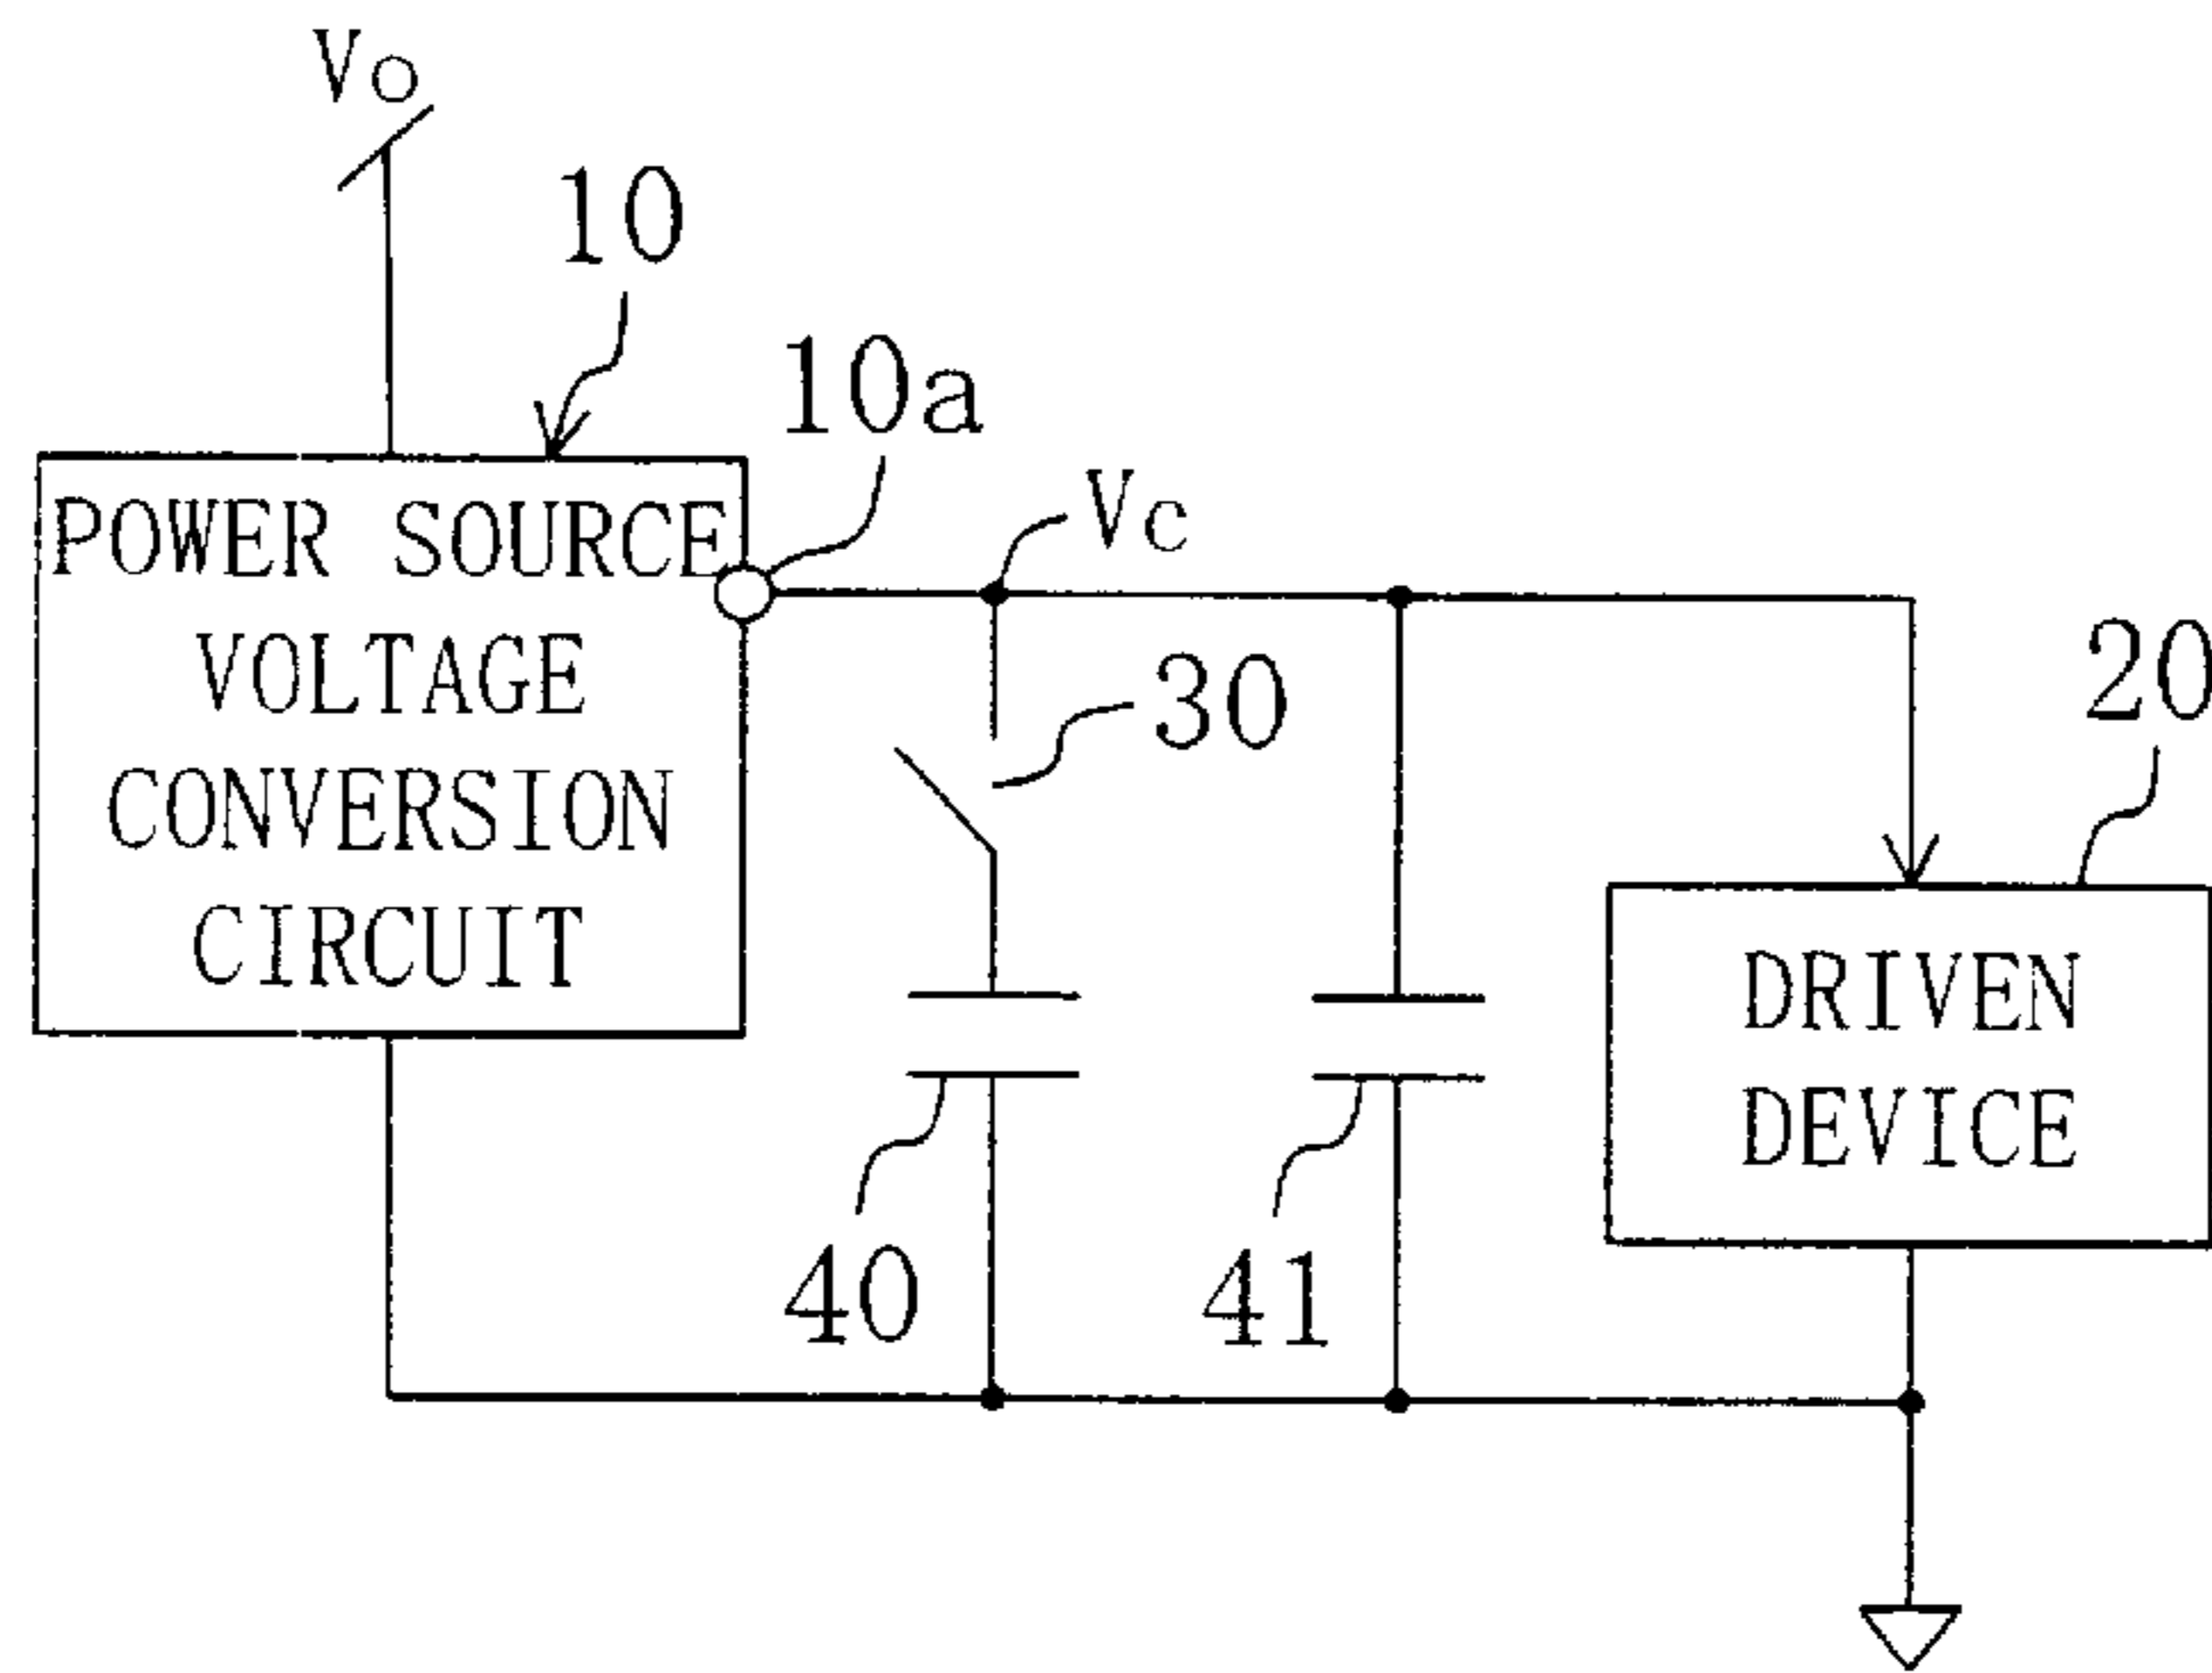 Vo
10
10a
Vc
POWER SOURCE
VOLTAGE
CONVERSION
CIRCUIT
30
20
DRIVEN
DEVICE
40
41